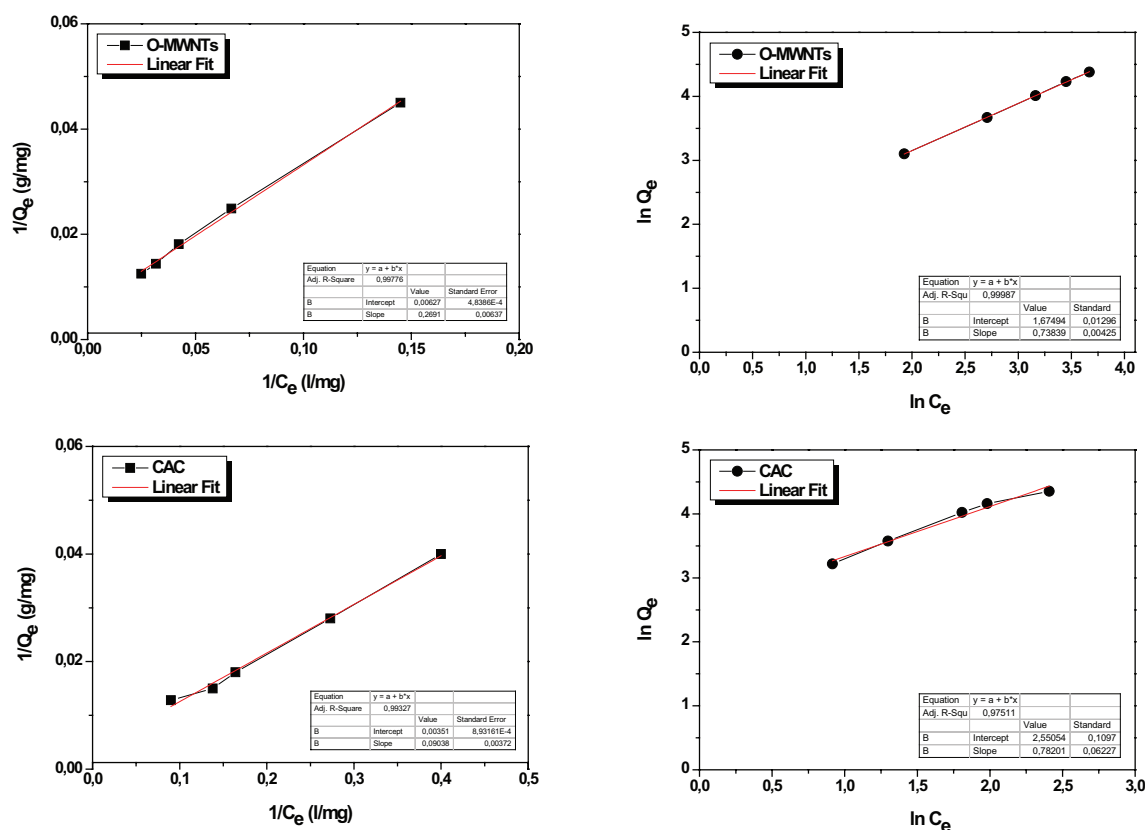 0,06
O-MWNTs
Linear Fit
0,04
1/Qe (g/mg)
0,02
Equation y = a + b*x
Adj. R-Square 0,99776
Value Standard Error
B Intercept 0,00627 4,8386E-4
B Slope 0,2691 0,00637
0,00
0,00 0,05 0,10 0,15 0,20
1/Ce (l/mg)
5
O-MWNTs
Linear Fit
4
3
ln Qe
2
Equation y = a + b*x
Adj. R-Squ 0,99987
Value Standard
B Intercept 1,67494 0,01296
B Slope 0,73839 0,00425
1
0
0,0 0,5 1,0 1,5 2,0 2,5 3,0 3,5 4,0
ln Ce
0,06
CAC
Linear Fit
0,04
1/Qe (g/mg)
0,02
Equation y = a + b*x
Adj. R-Square 0,99327
Value Standard Error
B Intercept 0,00351 8,93161E-4
B Slope 0,09038 0,00372
0,00
0,0 0,1 0,2 0,3 0,4 0,5
1/Ce (l/mg)
5
CAC
Linear Fit
4
3
ln Qe
2
Equation y = a + b*x
Adj. R-Squ 0,97511
Value Standard
B Intercept 2,55054 0,1097
B Slope 0,78201 0,06227
1
0
0,0 0,5 1,0 1,5 2,0 2,5 3,0
ln Ce